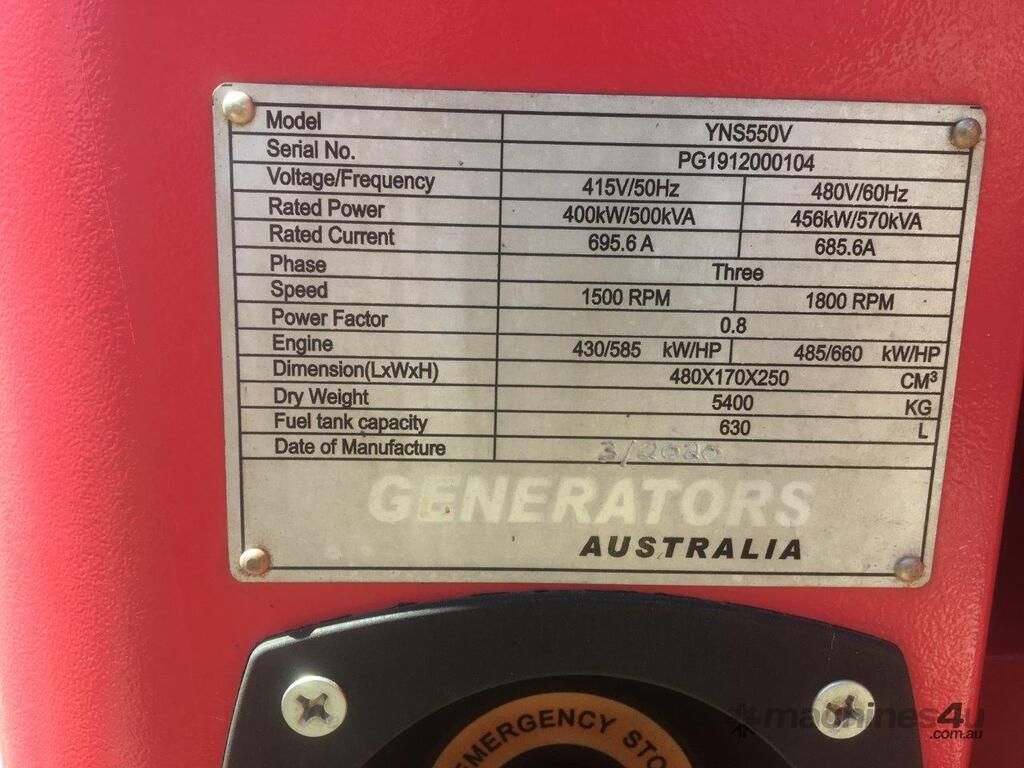 Model YNS550V
Serial No. PG1912000104
Voltage/Frequency 415V/50Hz 480V/60Hz
Rated Power 400kW/500kVA 456kW/570kVA
Rated Current 695.6 A 685.6A
Phase Three
Speed 1500 RPM 1800 RPM
Power Factor 0.8
Engine 430/585 kW/HP 485/660 kW/HP
Dimension(LxWxH) 480X170X250 CM³
Dry Weight 5400 KG
Fuel tank capacity 630 L
Date of Manufacture 3/2020
GENERATORS
AUSTRALIA
EMERGENCY STO
machines4u
.com.au